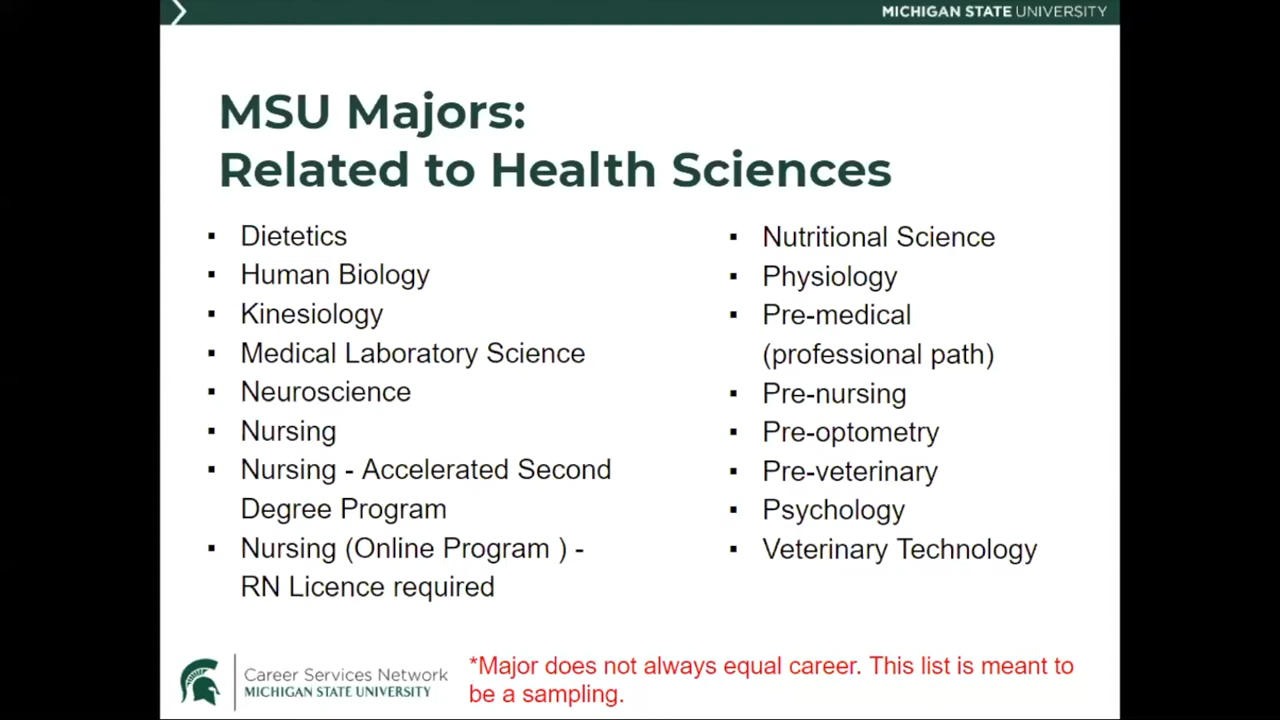 MICHIGAN STATE UNIVERSITY
MSU Majors:
Related to Health Sciences
▪ Dietetics
▪ Human Biology
▪ Kinesiology
▪ Medical Laboratory Science
▪ Neuroscience
▪ Nursing
▪ Nursing - Accelerated Second
Degree Program
▪ Nursing (Online Program ) -
RN Licence required
▪ Nutritional Science
▪ Physiology
▪ Pre-medical
(professional path)
▪ Pre-nursing
▪ Pre-optometry
▪ Pre-veterinary
▪ Psychology
▪ Veterinary Technology
Career Services Network
MICHIGAN STATE UNIVERSITY
*Major does not always equal career. This list is meant to
be a sampling.